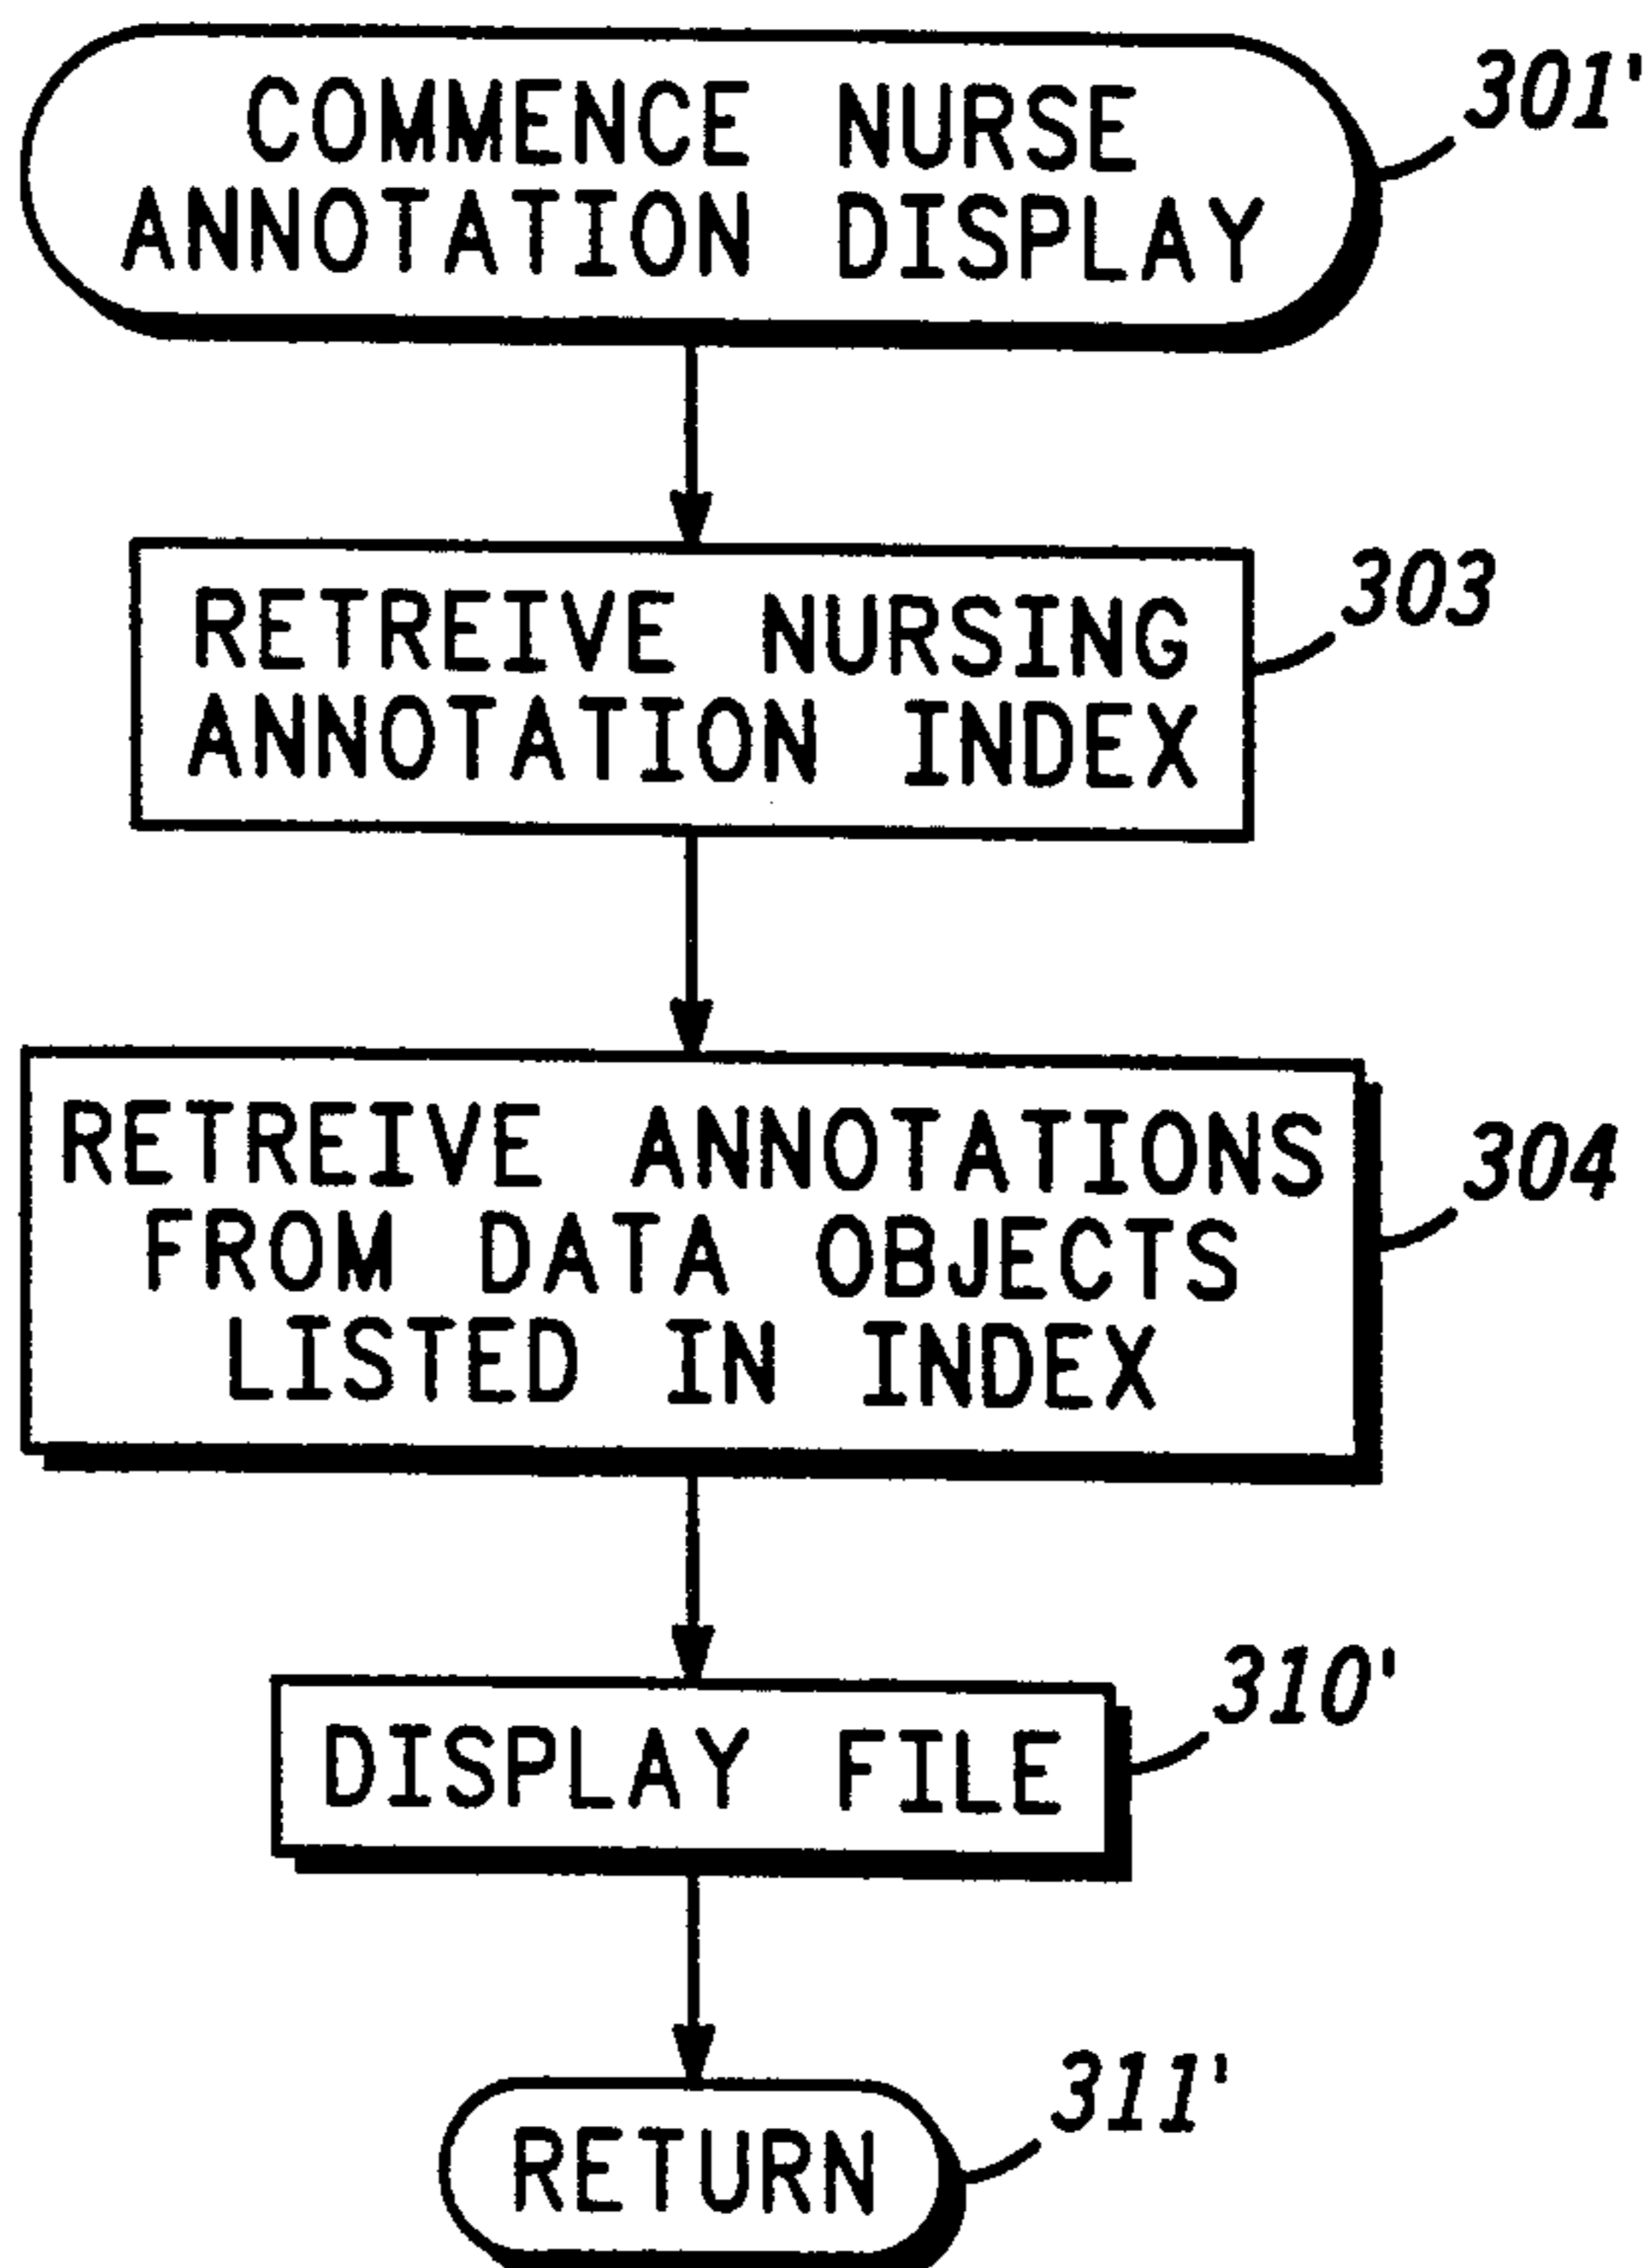 COMMENCE NURSE
ANNOTATION DISPLAY
301'
RETREIVE NURSING
ANNOTATION INDEX
303
RETREIVE ANNOTATIONS
FROM DATA OBJECTS
LISTED IN INDEX
304
DISPLAY FILE
310'
RETURN
311'